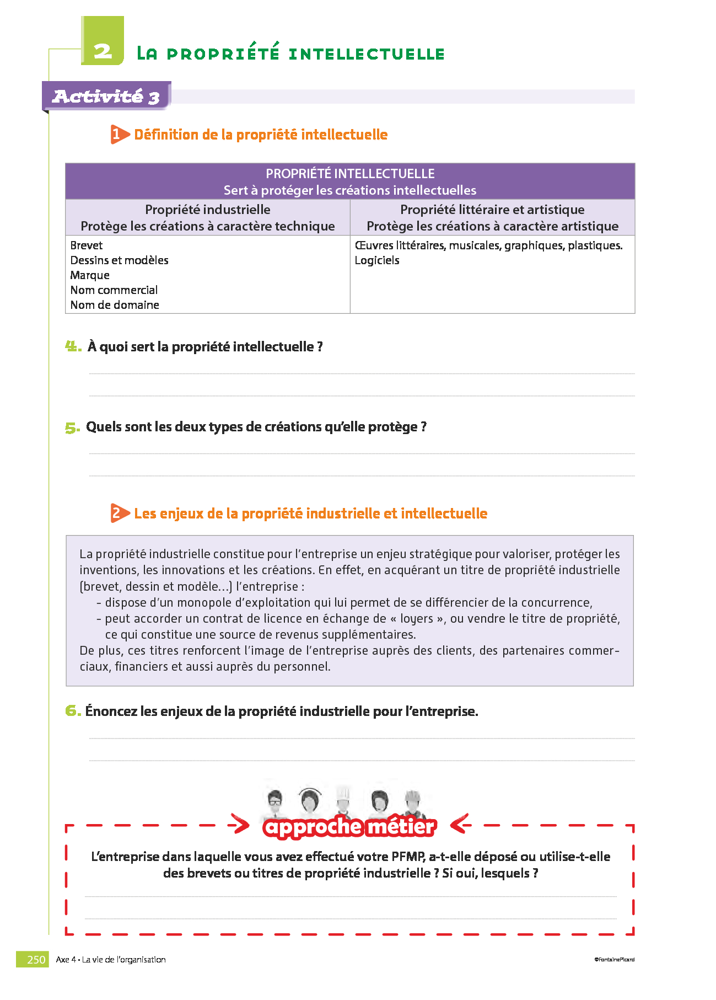 2
La propriété intellectuelle
Activité 3
1 Définition de la propriété intellectuelle
PROPRIÉTÉ INTELLECTUELLE
Sert à protéger les créations intellectuelles
Propriété industrielle
Protège les créations à caractère technique
Propriété littéraire et artistique
Protège les créations à caractère artistique
Brevet
Dessins et modèles
Marque
Nom commercial
Nom de domaine
Œuvres littéraires, musicales, graphiques, plastiques.
Logiciels
4. À quoi sert la propriété intellectuelle ?
5. Quels sont les deux types de créations qu’elle protège ?
2 Les enjeux de la propriété industrielle et intellectuelle
La propriété industrielle constitue pour l’entreprise un enjeu stratégique pour valoriser, protéger les
inventions, les innovations et les créations. En effet, en acquérant un titre de propriété industrielle
(brevet, dessin et modèle…) l’entreprise :
- dispose d’un monopole d’exploitation qui lui permet de se différencier de la concurrence,
- peut accorder un contrat de licence en échange de « loyers », ou vendre le titre de propriété,
ce qui constitue une source de revenus supplémentaires.
De plus, ces titres renforcent l’image de l’entreprise auprès des clients, des partenaires commer-
ciaux, financiers et aussi auprès du personnel.
6. Énoncez les enjeux de la propriété industrielle pour l’entreprise.
approche métier
L’entreprise dans laquelle vous avez effectué votre PFMP, a-t-elle déposé ou utilise-t-elle
des brevets ou titres de propriété industrielle ? Si oui, lesquels ?
250 Axe 4 • La vie de l’organisation
©FontainePicard